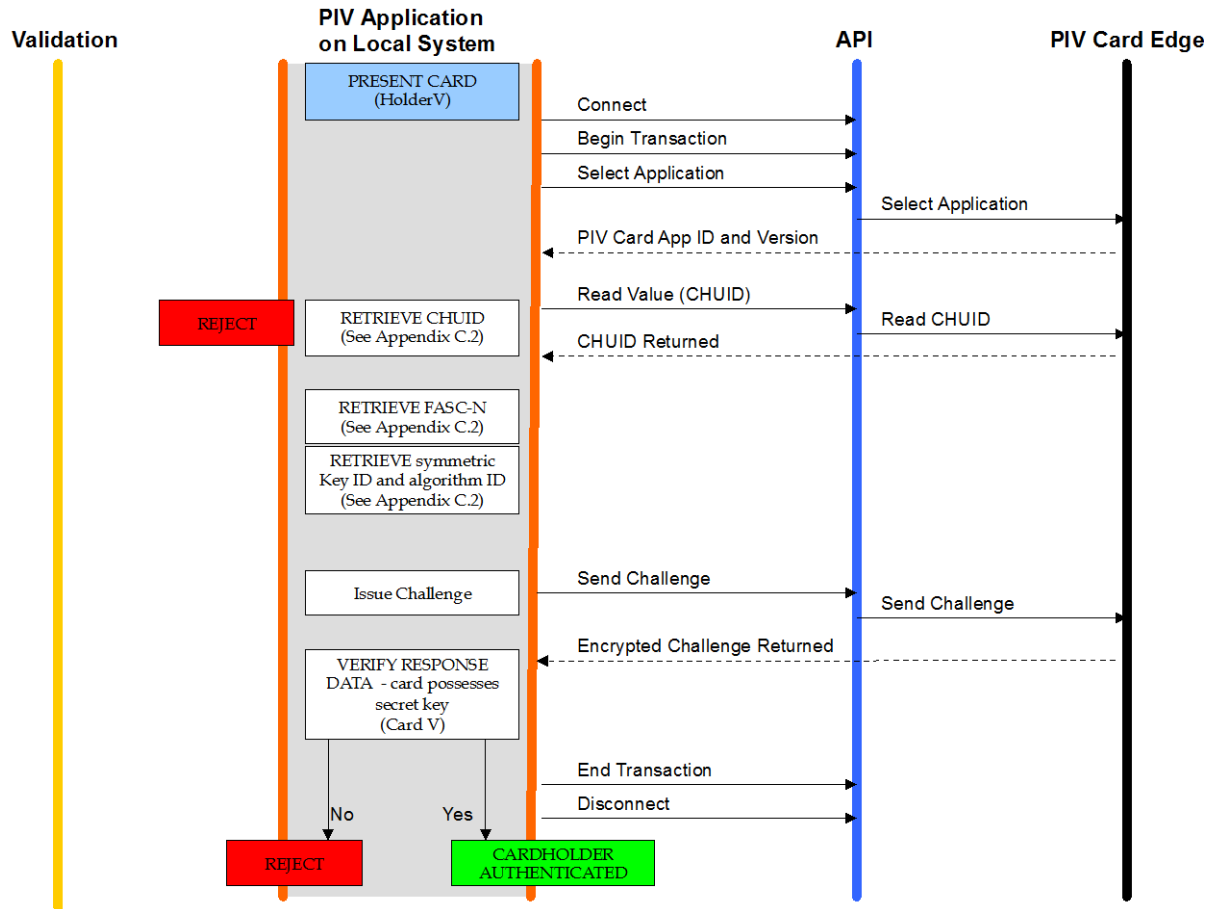 PIV Application
on Local System
Validation
API
PIV Card Edge
PRESENT CARD
(HolderV)
Connect
Begin Transaction
Select Application
Select Application
PIV Card App ID and Version
Read Value (CHUID)
REJECT
RETRIEVE CHUID
(See Appendix C.2)
Read CHUID
CHUID Returned
RETRIEVE FASC-N
(See Appendix C.2)
RETRIEVE symmetric
Key ID and algorithm ID
(See Appendix C.2)
Issue Challenge
Send Challenge
Send Challenge
Encrypted Challenge Returned
VERIFY RESPONSE
DATA - card possesses
secret key
(Card V)
End Transaction
Disconnect
No
Yes
REJECT
CARDHOLDER
AUTHENTICATED